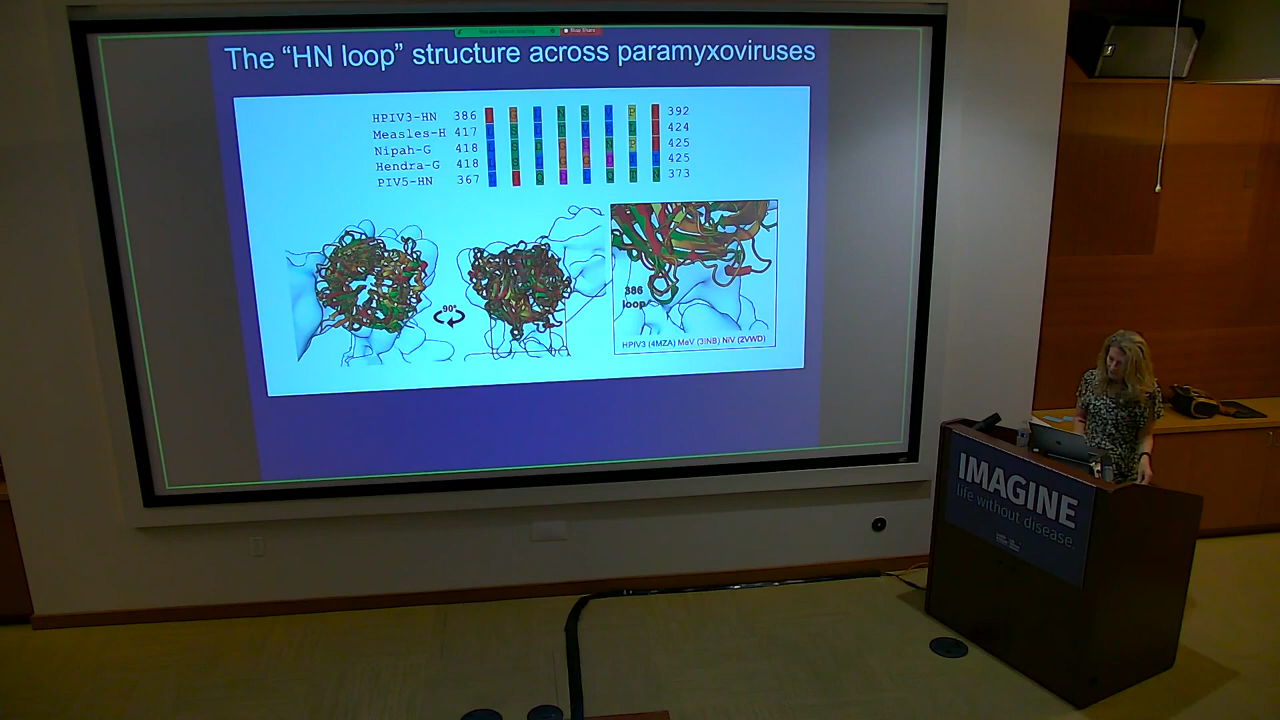 The "HN loop" structure across paramyxoviruses
HPIV3-HN 386 392
Measles-H 417 424
Nipah-G 418 425
Hendra-G 418 425
PIV5-HN 367 373
90°
386
loop
HPIV3 (4MZA) MeV (3INB) NiV (2VWD)
IMAGINE
life without disease.